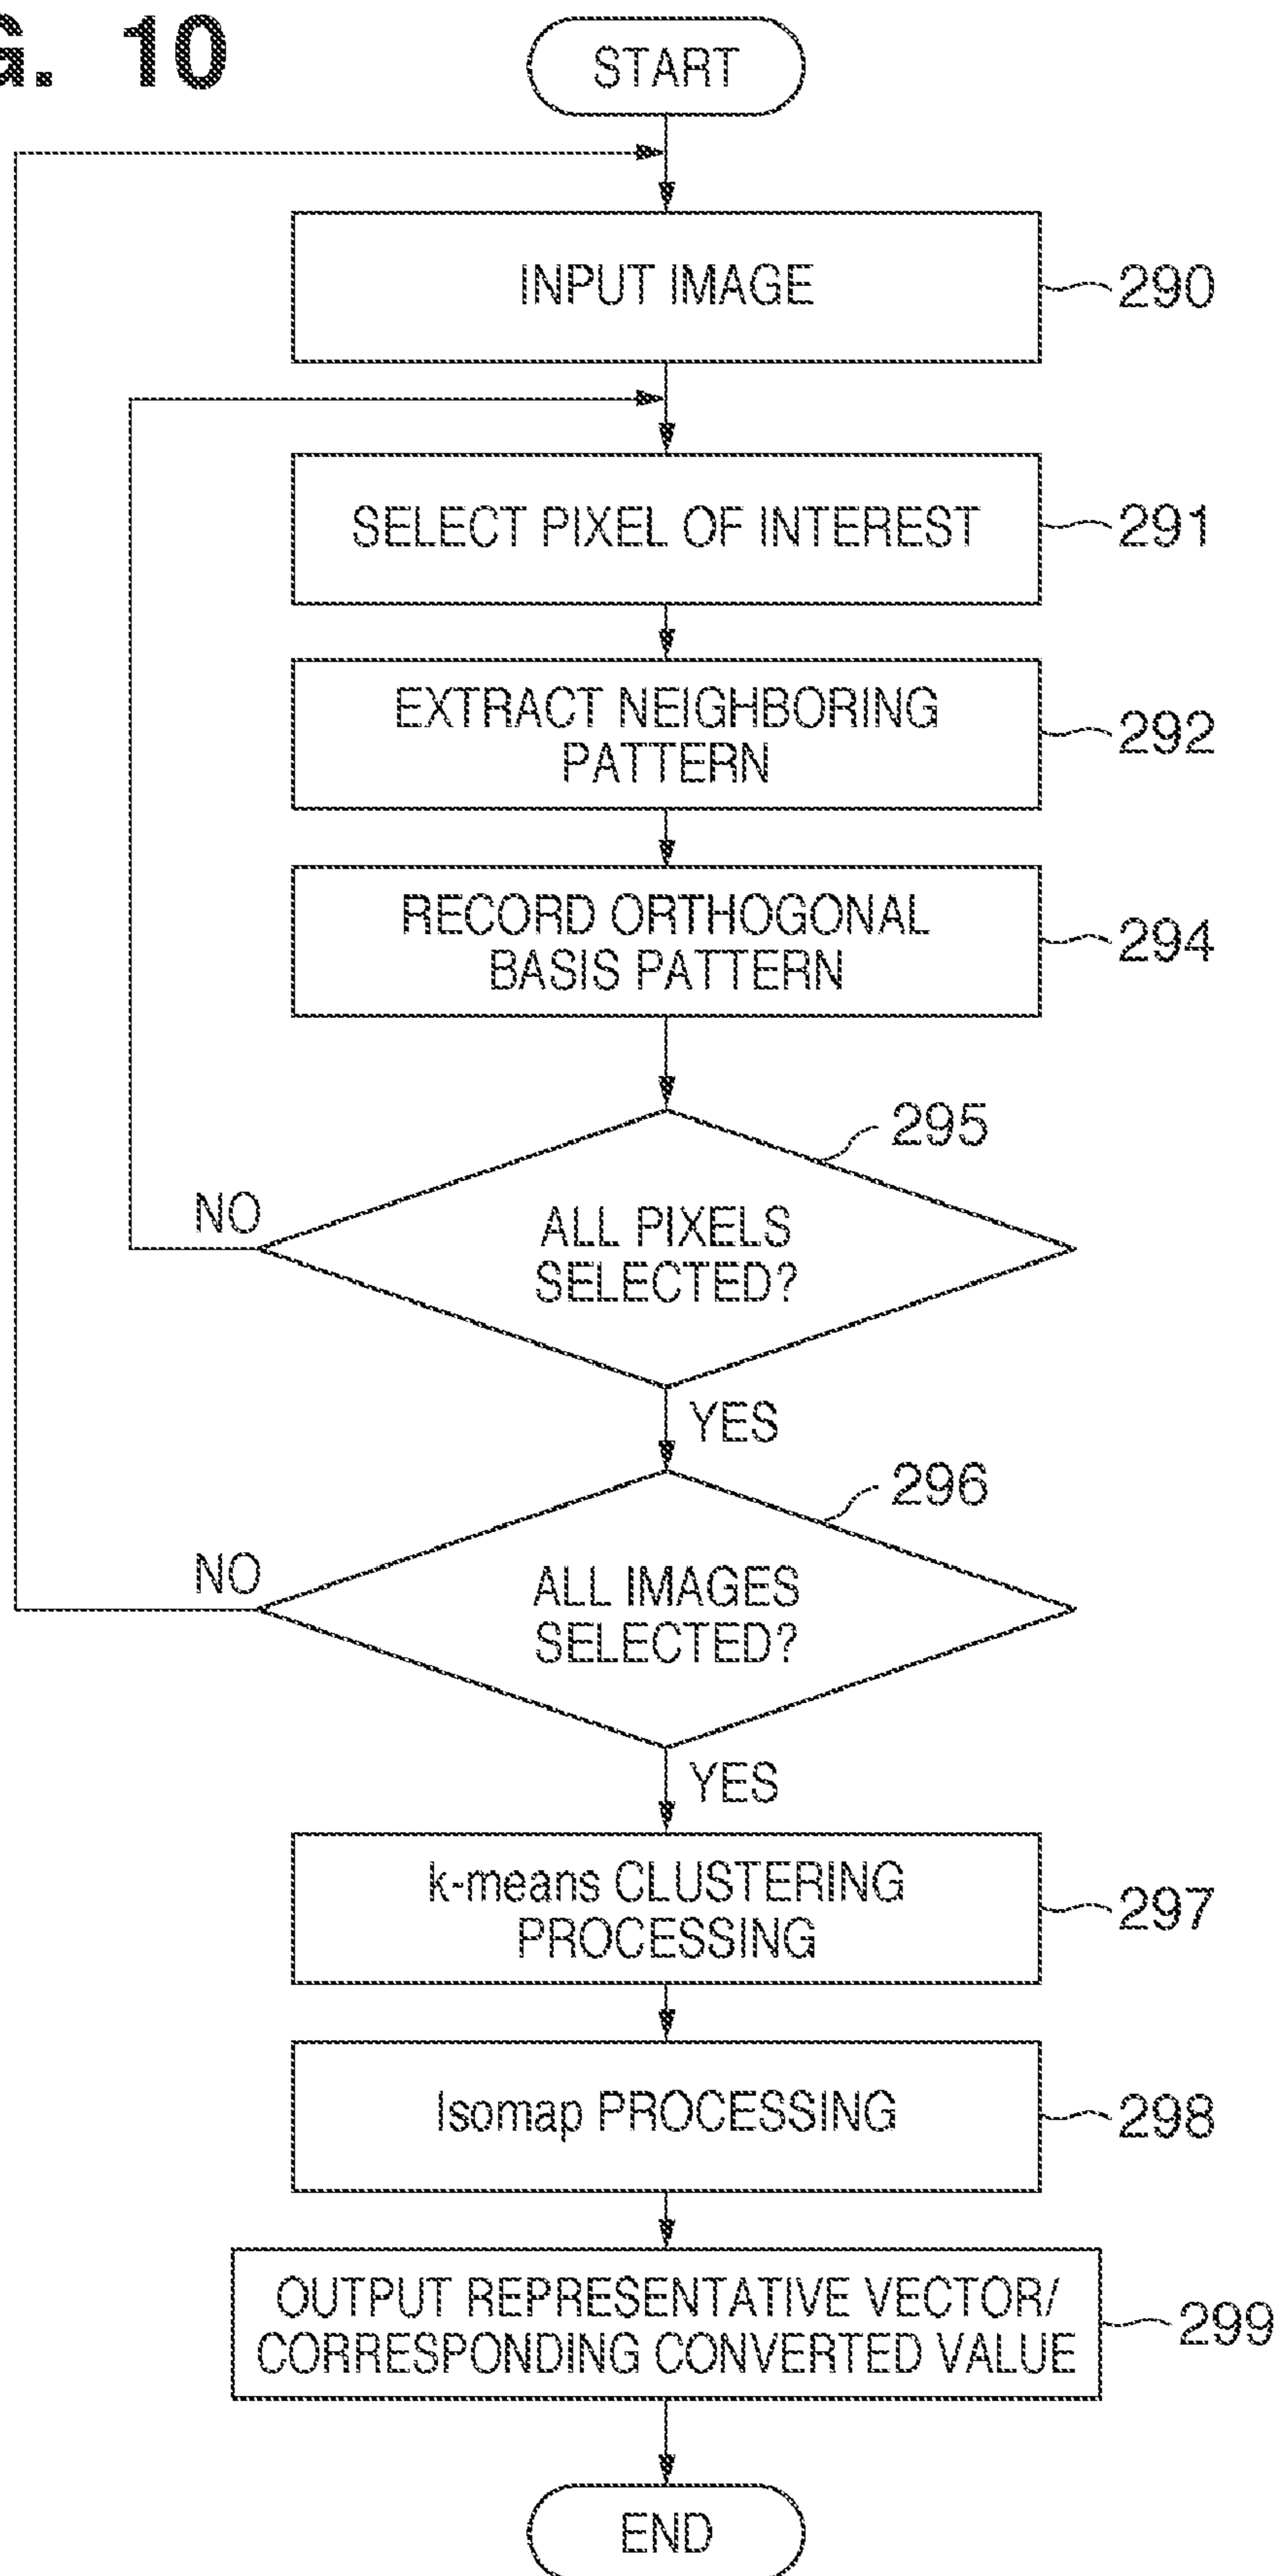 G. 10
START
INPUT IMAGE
290
SELECT PIXEL OF INTEREST
291
EXTRACT NEIGHBORING
PATTERN
292
RECORD ORTHOGONAL
BASIS PATTERN
294
295
NO
ALL PIXELS
SELECTED?
YES
296
NO
ALL IMAGES
SELECTED?
YES
k-means CLUSTERING
PROCESSING
297
Isomap PROCESSING
298
OUTPUT REPRESENTATIVE VECTOR/
CORRESPONDING CONVERTED VALUE
299
END